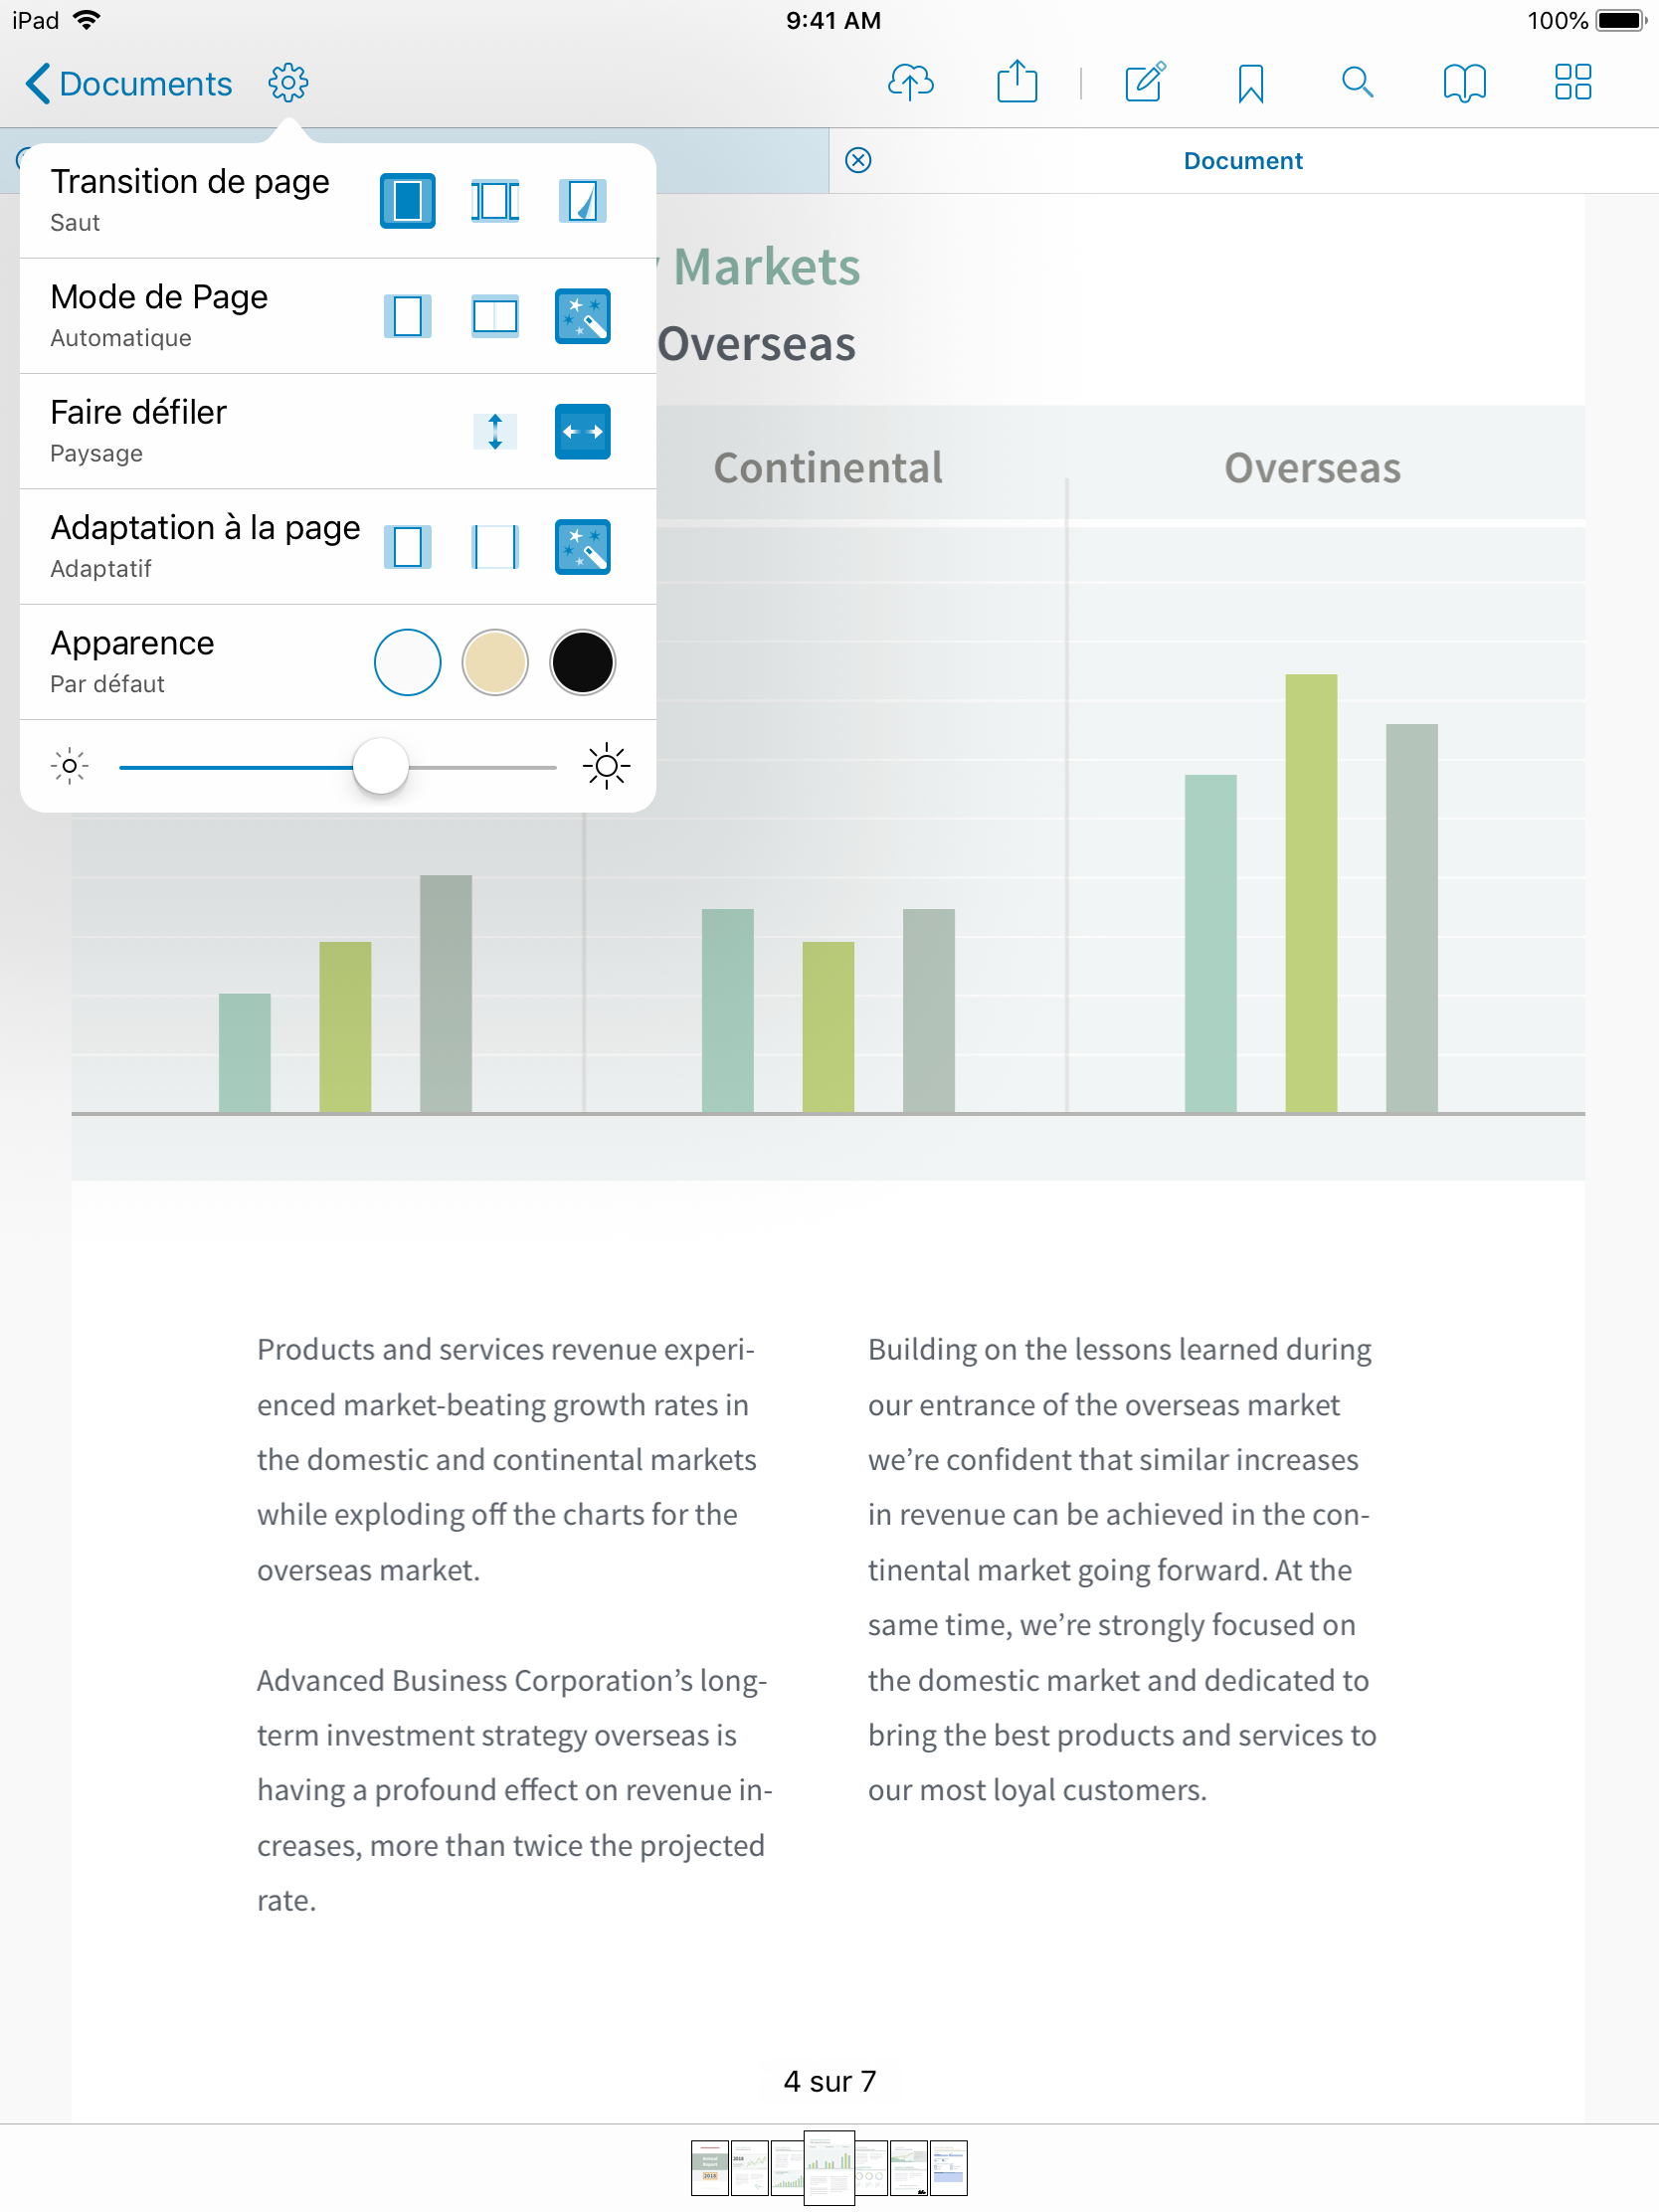 iPad
9:41 AM
100%
Documents
Document
Transition de page
Saut
Mode de Page
Automatique
Faire défiler
Paysage
Adaptation à la page
Adaptatif
Apparence
Par défaut
Markets
Overseas
Continental
Overseas
Products and services revenue experi-
enced market-beating growth rates in
the domestic and continental markets
while exploding off the charts for the
overseas market.
Advanced Business Corporation’s long-
term investment strategy overseas is
having a profound effect on revenue in-
creases, more than twice the projected
rate.
Building on the lessons learned during
our entrance of the overseas market
we’re confident that similar increases
in revenue can be achieved in the con-
tinental market going forward. At the
same time, we’re strongly focused on
the domestic market and dedicated to
bring the best products and services to
our most loyal customers.
4 sur 7